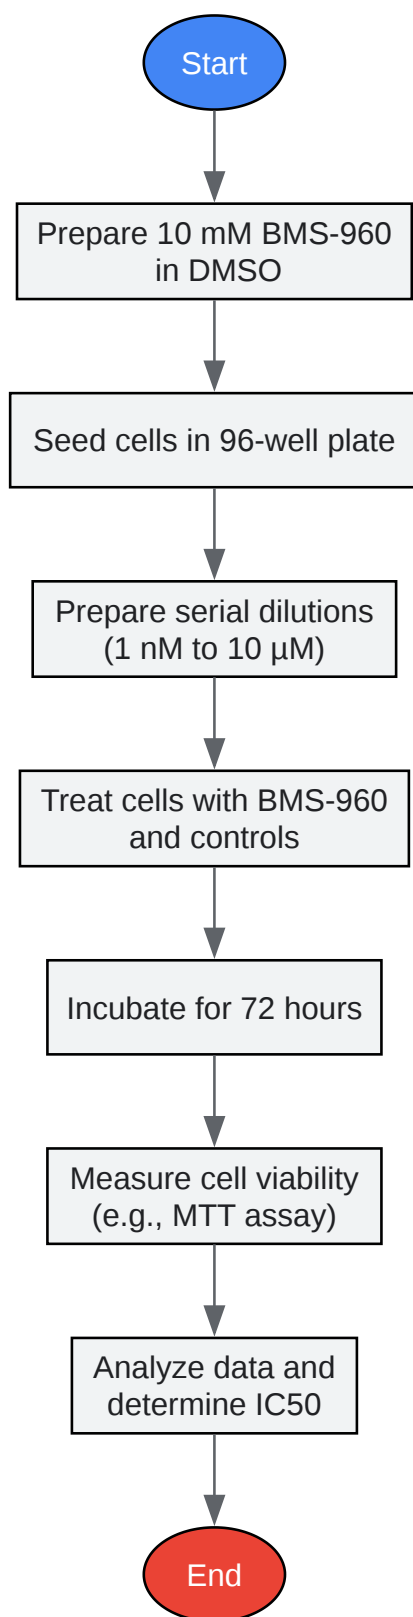 Start
Prepare 10 mM BMS-960
in DMSO
Seed cells in 96-well plate
Prepare serial dilutions
(1 nM to 10 µM)
Treat cells with BMS-960
and controls
Incubate for 72 hours
Measure cell viability
(e.g., MTT assay)
Analyze data and
determine IC50
End